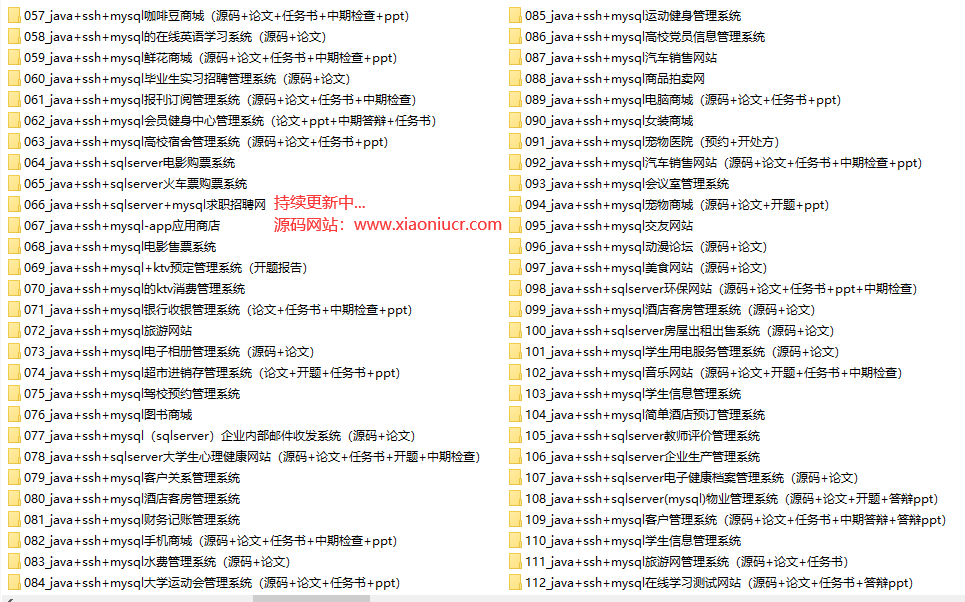 057_java+ssh+mysql咖啡豆商城（源码+论文+任务书+中期检查+ppt）
058_java+ssh+mysql的在线英语学习系统（源码+论文）
059_java+ssh+mysql鲜花商城（源码+论文+任务书+中期检查+ppt）
060_java+ssh+mysql毕业生实习招聘管理系统（源码+论文）
061_java+ssh+mysql报刊订阅管理系统（源码+论文+任务书+中期检查）
062_java+ssh+mysql会员健身中心管理系统（论文+ppt+中期答辩+任务书）
063_java+ssh+mysql高校宿舍管理系统（源码+论文+任务书+ppt）
064_java+ssh+sqlserver电影购票系统
065_java+ssh+sqlserver火车票购票系统
066_java+ssh+sqlserver+mysql求职招聘网
067_java+ssh+mysql-app应用商店
068_java+ssh+mysql电影售票系统
069_java+ssh+mysql+ktv预定管理系统（开题报告）
070_java+ssh+mysql的ktv消费管理系统
071_java+ssh+mysql银行收银管理系统（论文+任务书+中期检查+ppt）
072_java+ssh+mysql旅游网站
073_java+ssh+mysql电子相册管理系统（源码+论文）
074_java+ssh+mysql超市进销存管理系统（论文+开题+任务书+ppt）
075_java+ssh+mysql驾校预约管理系统
076_java+ssh+mysql图书商城
077_java+ssh+mysql（sqlserver）企业内部邮件收发系统（源码+论文）
078_java+ssh+sqlserver大学生心理健康网站（源码+论文+任务书+开题+中期检查）
079_java+ssh+mysql客户关系管理系统
080_java+ssh+mysql酒店客房管理系统
081_java+ssh+mysql财务记账管理系统
082_java+ssh+mysql手机商城（源码+论文+任务书+中期检查+ppt）
083_java+ssh+mysql水费管理系统（源码+论文）
084_java+ssh+mysql大学运动会管理系统（源码+论文+任务书+ppt）
持续更新中...
源码网站：www.xiaoniucr.com
085_java+ssh+mysql运动健身管理系统
086_java+ssh+mysql高校党员信息管理系统
087_java+ssh+mysql汽车销售网站
088_java+ssh+mysql商品拍卖网
089_java+ssh+mysql电脑商城（源码+论文+任务书+ppt）
090_java+ssh+mysql女装商城
091_java+ssh+mysql宠物医院（预约+开处方）
092_java+ssh+mysql汽车销售网站（源码+论文+任务书+中期检查+ppt）
093_java+ssh+mysql会议室管理系统
094_java+ssh+mysql宠物商城（源码+论文+开题+ppt）
095_java+ssh+mysql交友网站
096_java+ssh+mysql动漫论坛（源码+论文）
097_java+ssh+mysql美食网站（源码+论文）
098_java+ssh+sqlserver环保网站（源码+论文+任务书+ppt+中期检查）
099_java+ssh+mysql酒店客房管理系统（源码+论文）
100_java+ssh+sqlserver房屋出租出售系统（源码+论文）
101_java+ssh+mysql学生用电服务管理系统（源码+论文）
102_java+ssh+mysql音乐网站（源码+论文+开题+任务书+中期检查）
103_java+ssh+mysql学生信息管理系统
104_java+ssh+mysql简单酒店预订管理系统
105_java+ssh+sqlserver教师评价管理系统
106_java+ssh+sqlserver企业生产管理系统
107_java+ssh+sqlserver电子健康档案管理系统（源码+论文）
108_java+ssh+sqlserver(mysql)物业管理系统（源码+论文+开题+答辩ppt）
109_java+ssh+mysql客户管理系统（源码+论文+任务书+中期答辩+答辩ppt）
110_java+ssh+mysql学生信息管理系统
111_java+ssh+mysql旅游网管理系统（源码+论文+任务书）
112_java+ssh+mysql在线学习测试网站（源码+论文+任务书+答辩ppt）